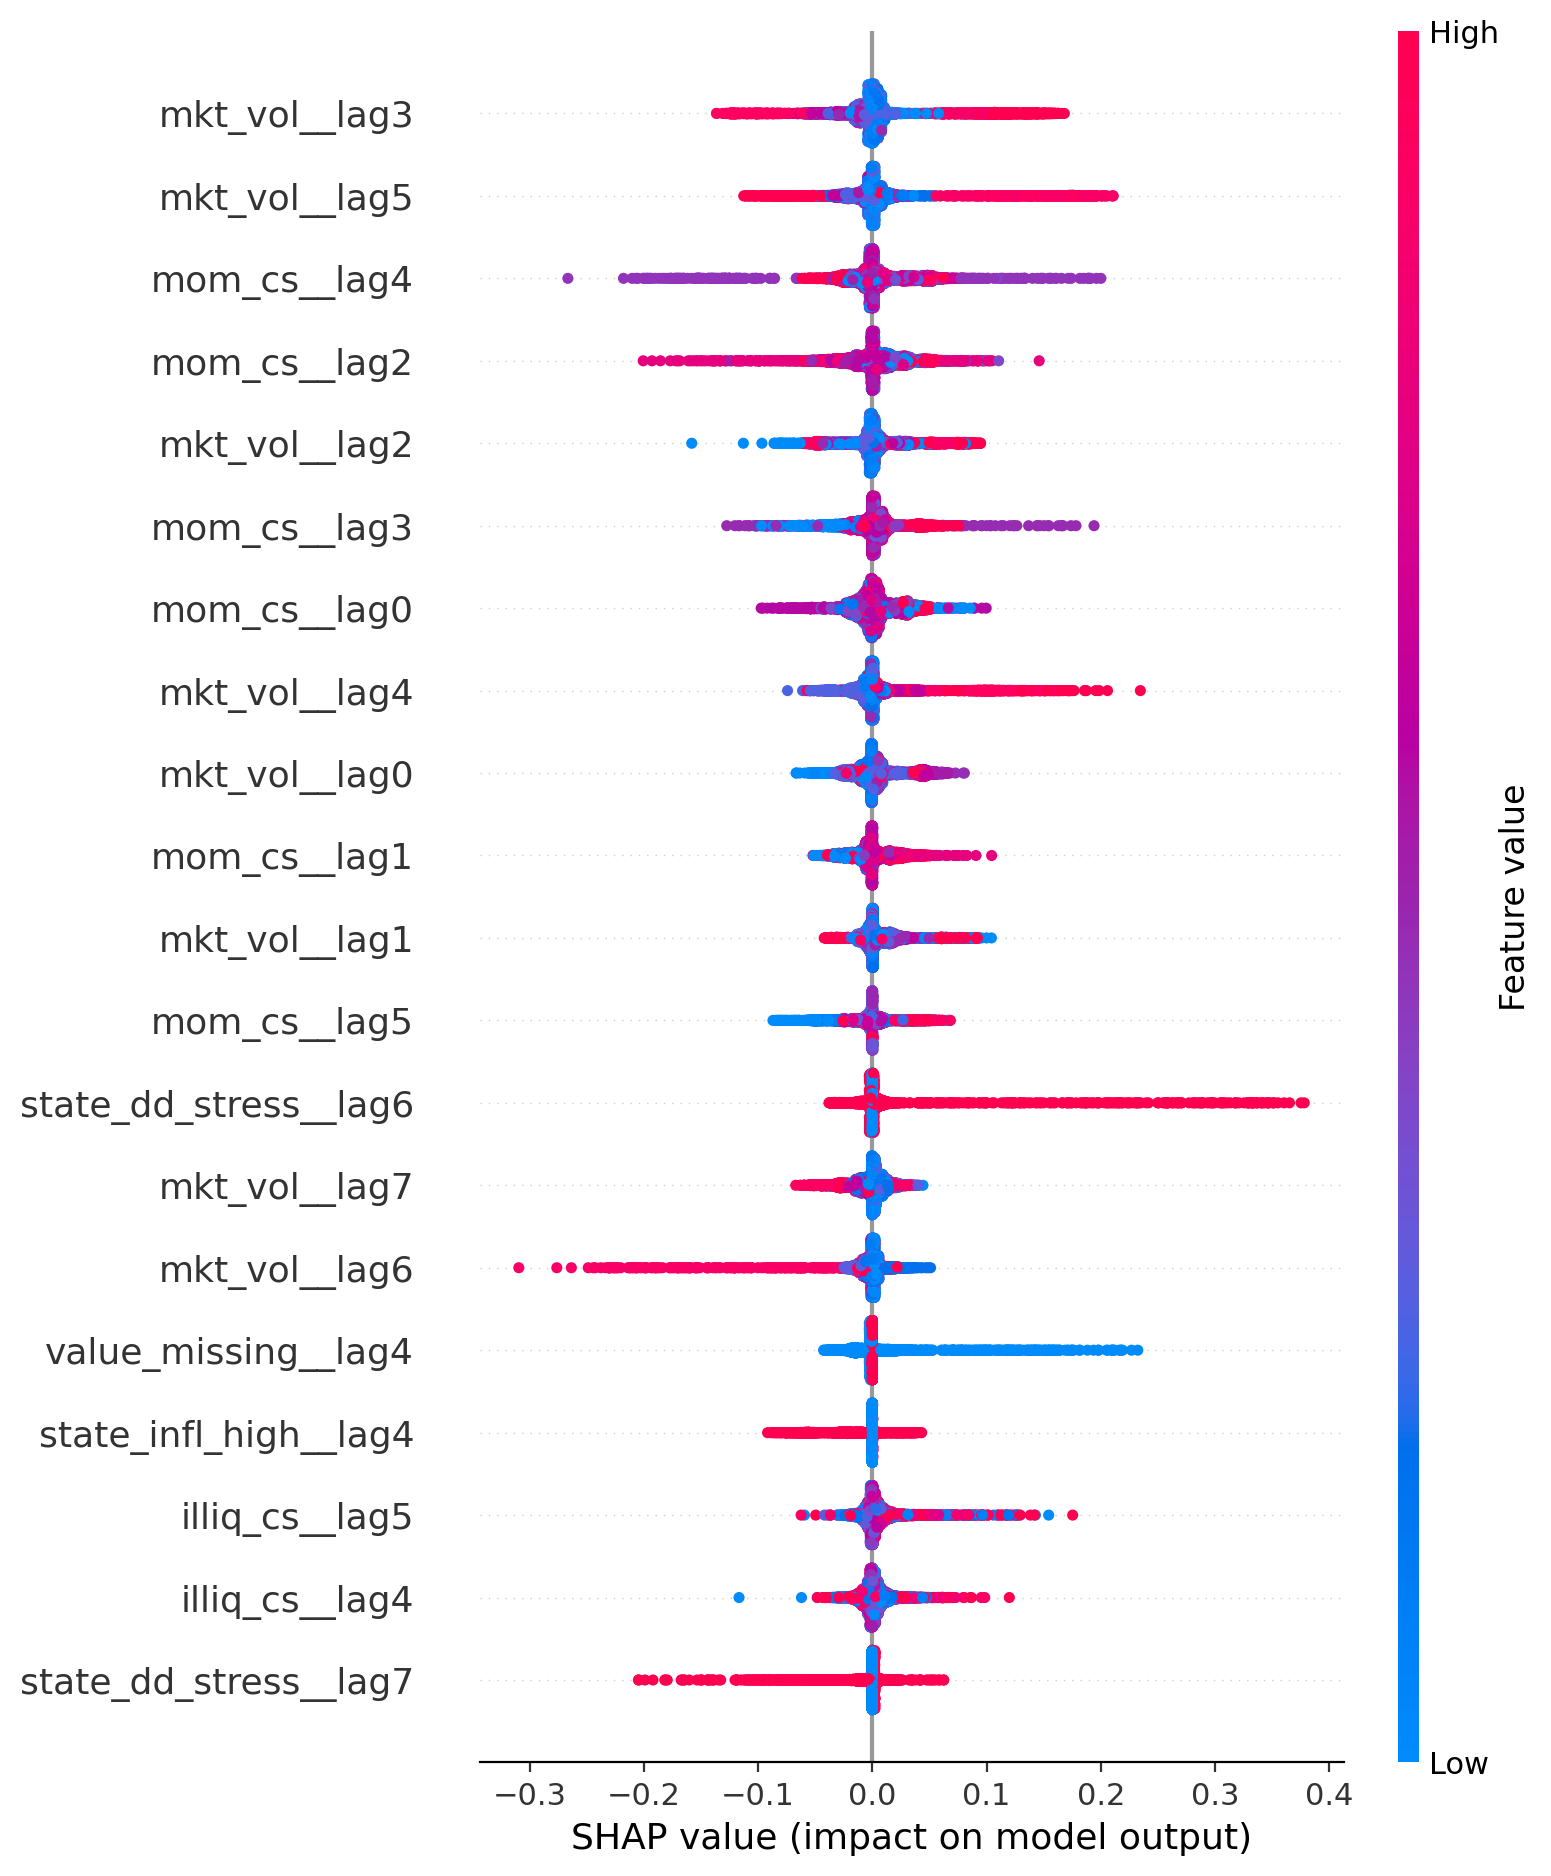 High
mkt_vol__lag3
mkt_vol__lag5
mom_cs__lag4
mom_cs__lag2
mkt_vol__lag2
mom_cs__lag3
mom_cs__lag0
mkt_vol__lag4
mkt_vol__lag0
mom_cs__lag1
mkt_vol__lag1
mom_cs__lag5
state_dd_stress__lag6
mkt_vol__lag7
mkt_vol__lag6
value_missing__lag4
state_infl_high__lag4
illiq_cs__lag5
illiq_cs__lag4
state_dd_stress__lag7
Feature value
Low
−0.3 −0.2 −0.1 0.0 0.1 0.2 0.3 0.4
SHAP value (impact on model output)